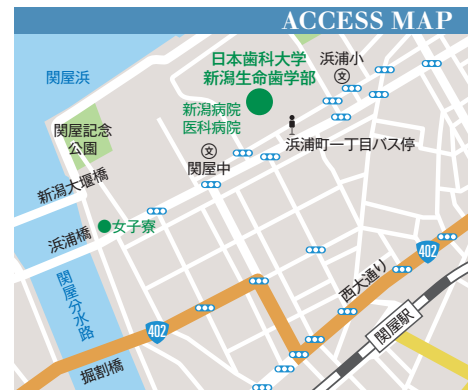 ACCESS MAP
関屋浜
日本歯科大学
新潟生命歯学部
浜浦小
文
新潟病院
医科病院
関屋記念
公園
浜浦町一丁目バス停
文
関屋中
新潟大堰橋
女子寮
浜浦橋
関屋分水路
西大通り
402
402
関屋駅
掘割橋